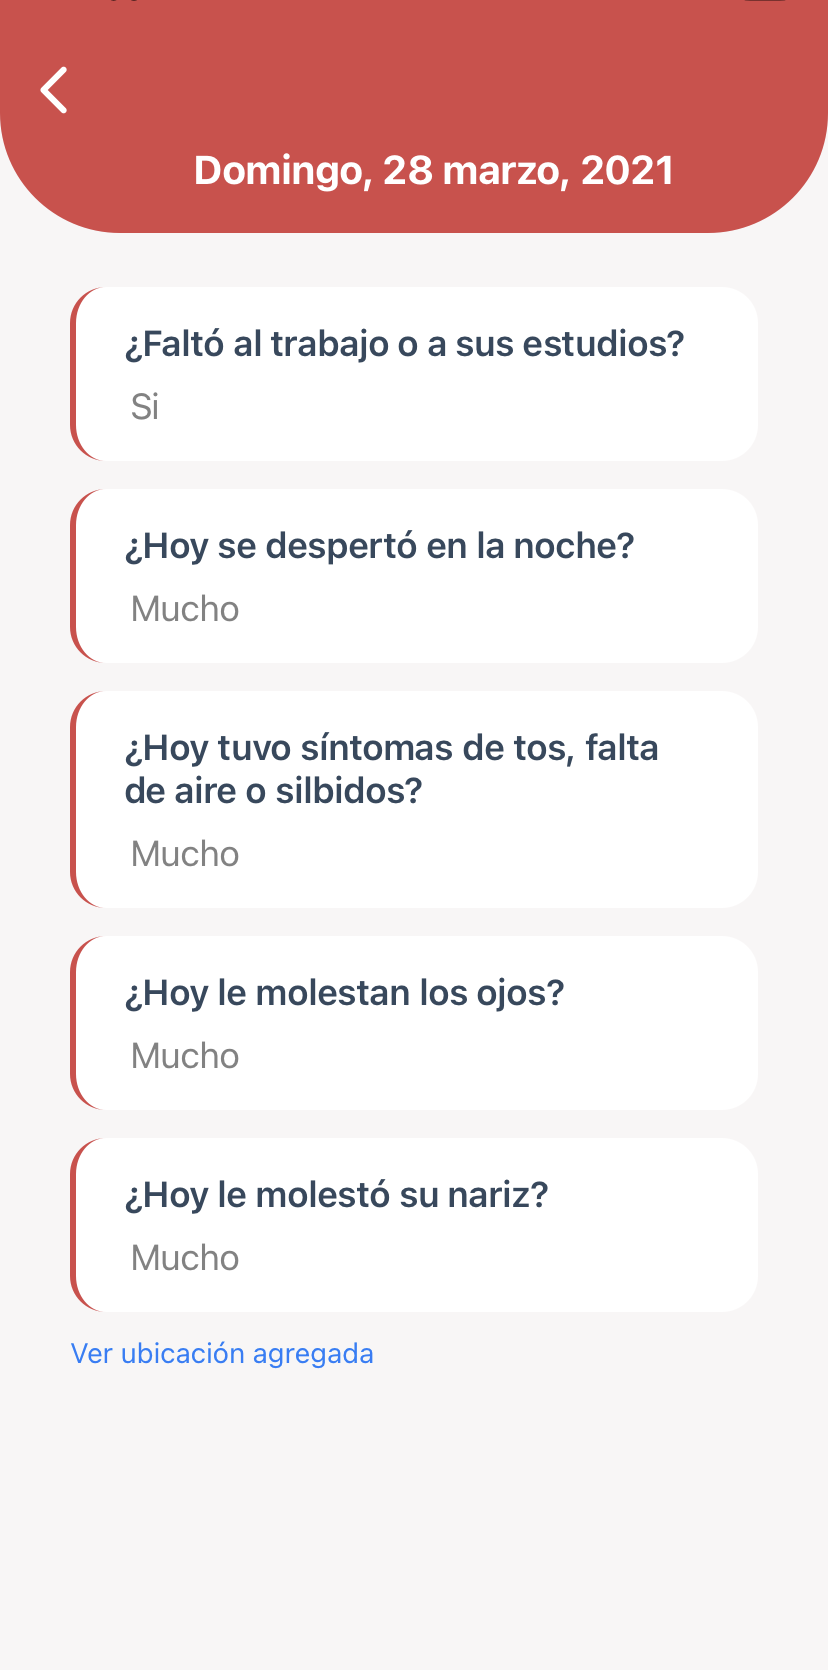 Domingo, 28 marzo, 2021
¿Faltó al trabajo o a sus estudios?
Si
¿Hoy se despertó en la noche?
Mucho
¿Hoy tuvo síntomas de tos, falta
de aire o silbidos?
Mucho
¿Hoy le molestan los ojos?
Mucho
¿Hoy le molestó su nariz?
Mucho
Ver ubicación agregada